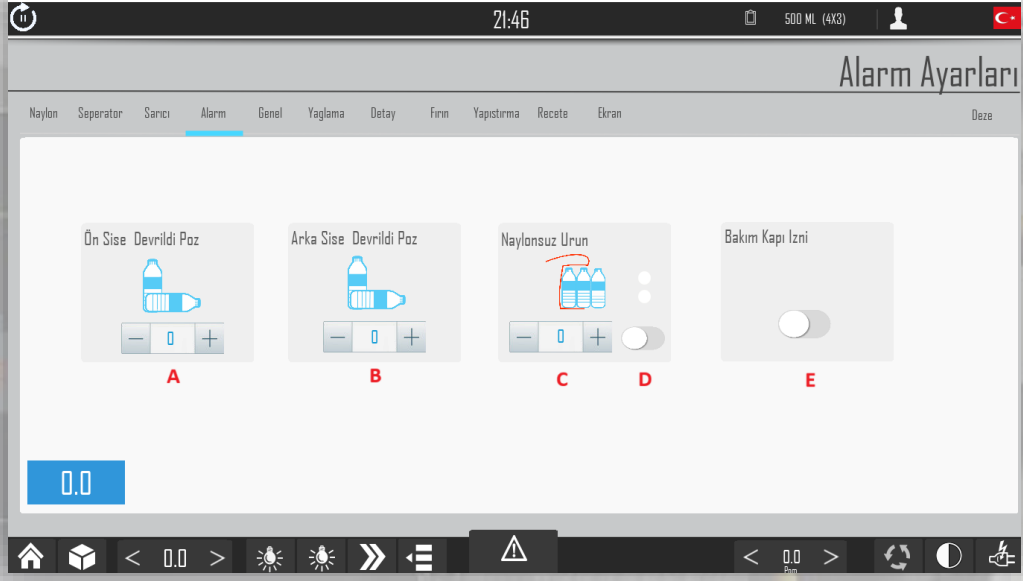 21:46 500 ML (4X3)
Alarm Ayarları
Naylon Seperator Sarıcı Alarm Genel Yaglama Detay Fırın Yapıstırma Recete Ekran Deze
Ön Sise Devrildi Poz
Arka Sise Devrildi Poz
Naylonsuz Urun
Bakım Kapı Izni
− 0 +
− 0 +
− 0 +
A B C D E
0.0
< 0.0 > < 0.0 >
Ppm